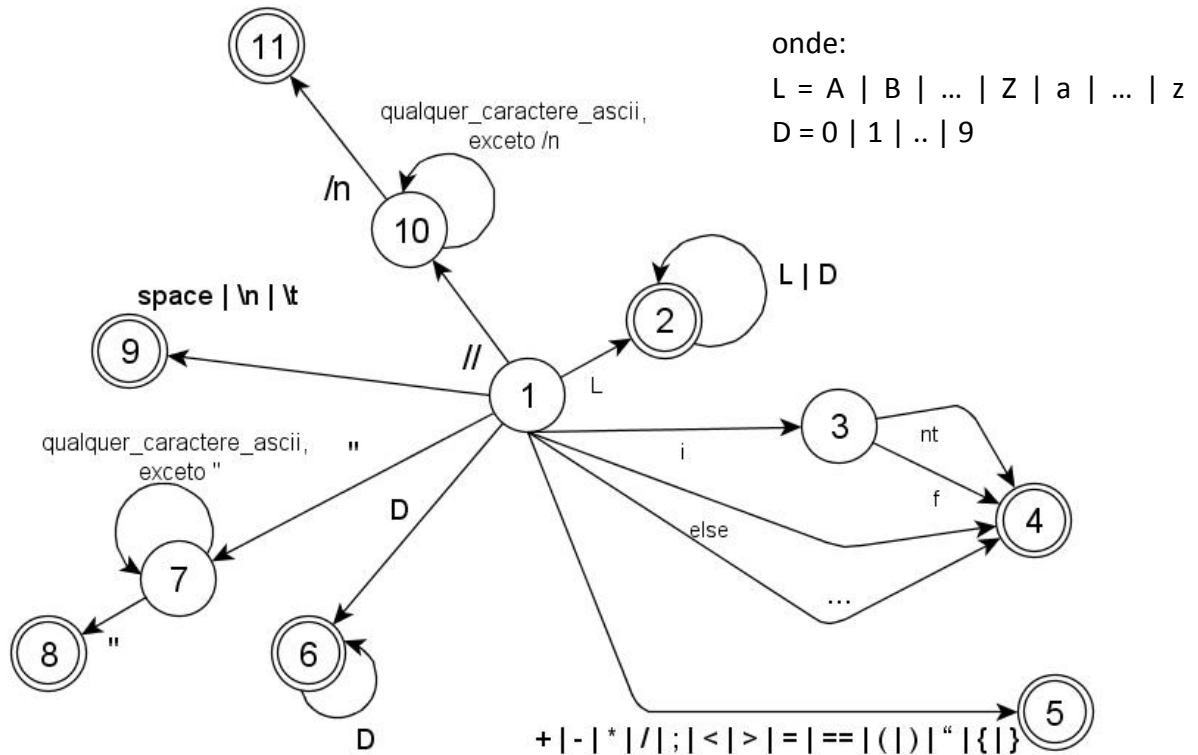 onde:
L = A | B | ... | Z | a | ... | z
D = 0 | 1 | .. | 9
11
qualquer_caractere_ascii,
exceto /n
/n
10
space | \n | \t
L | D
2
9
//
1
L
qualquer_caractere_ascii,
exceto "
"
3
nt
i
f
D
else
4
7
...
8
"
6
5
D
+ | - | * | / | ; | < | > | = | == | ( | ) | “ | { | }